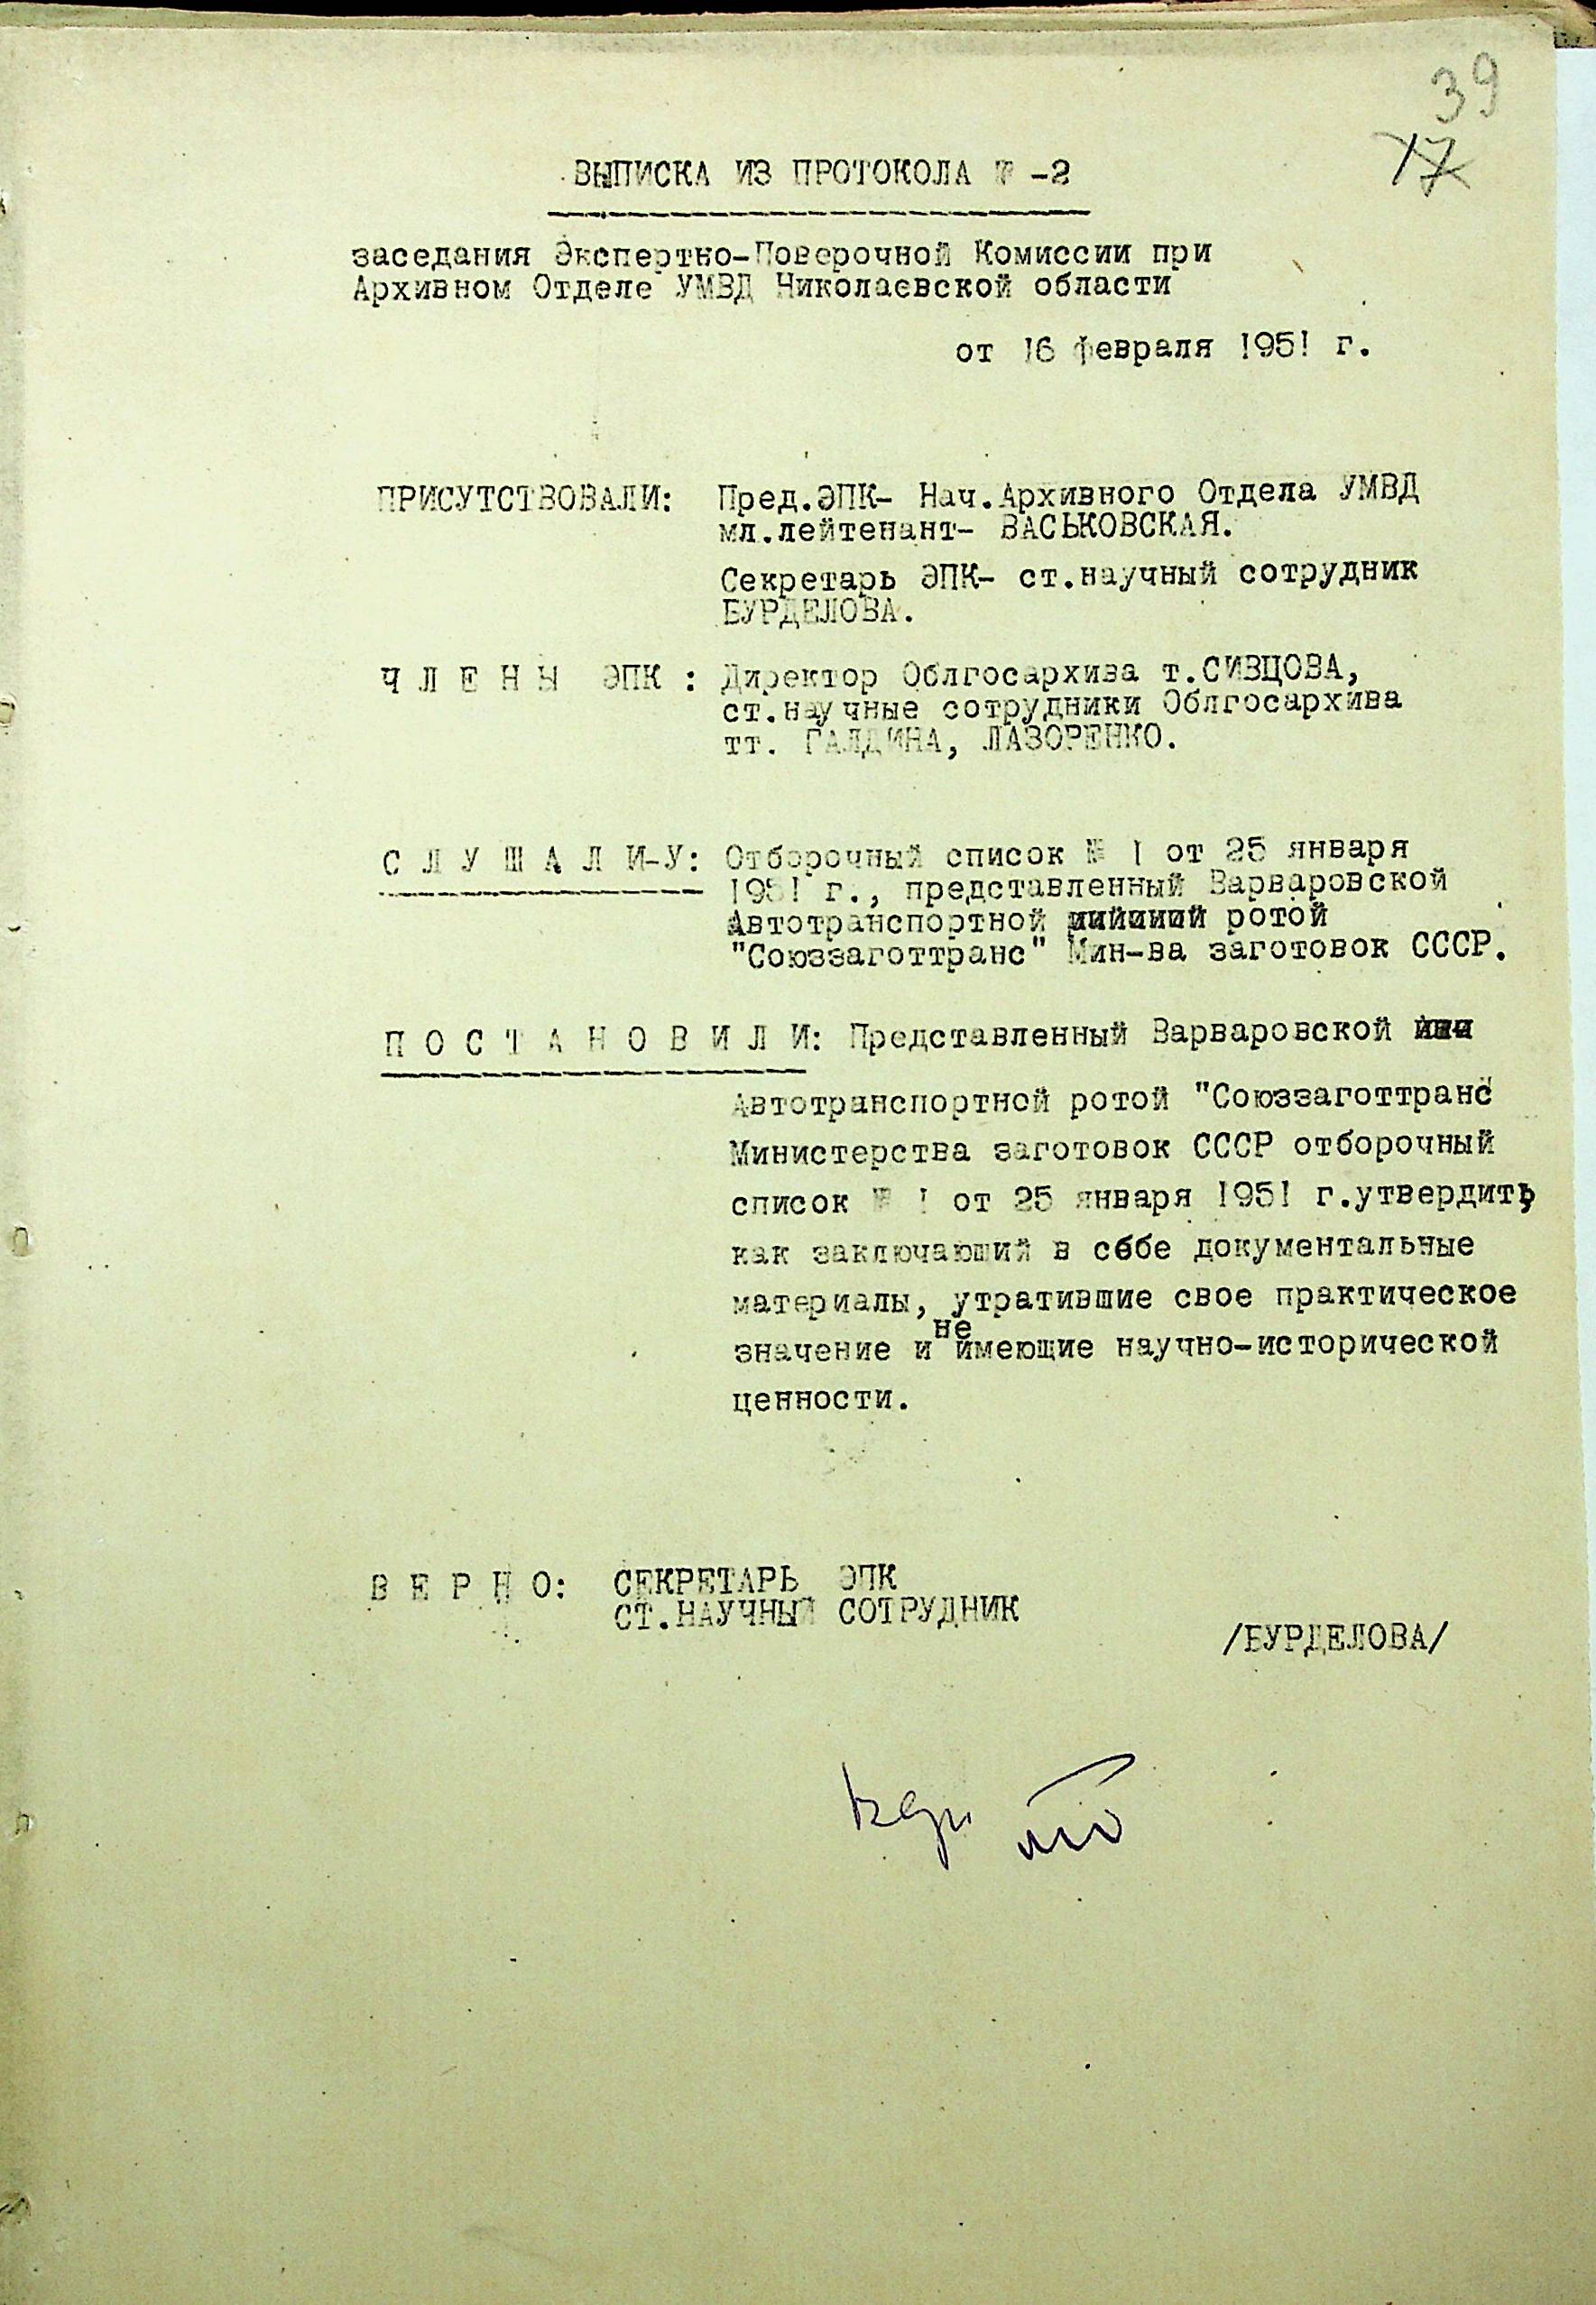 39
17
ВЫПИСКА ИЗ ПРОТОКОЛА № -2
заседания Экспертно-Поверочной Комиссии при
Архивном Отделе УМВД Николаевской области
от 16 февраля 1951 г.
ПРИСУТСТВОВАЛИ: Пред.ЭПК- Нач.Архивного Отдела УМВД
мл.лейтенант- ВАСЬКОВСКАЯ.
Секретарь ЭПК- ст.научный сотрудник
БУРДЕЛОВА.
Ч Л Е Н Ы ЭПК : Директор Облгосархива т.СИВЦОВА,
ст.научные сотрудники Облгосархива
тт. ГАЛДИНА, ЛАЗОРЕНКО.
С Л У Ш А Л И-У: Отборочный список № 1 от 25 января
1951 г., представленный Варваровской
Автотранспортной ротой
"Союззаготтранс" Мин-ва заготовок СССР.
П О С Т А Н О В И Л И: Представленный Варваровской
Автотранспортной ротой "Союззаготтранс"
Министерства заготовок СССР отборочный
список № 1 от 25 января 1951 г.утвердить,
как заключающий в себе документальные
материалы, утратившие свое практическое
значение и не имеющие научно-исторической
ценности.
В Е Р Н О: СЕКРЕТАРЬ ЭПК
СТ.НАУЧНЫЙ СОТРУДНИК
/БУРДЕЛОВА/